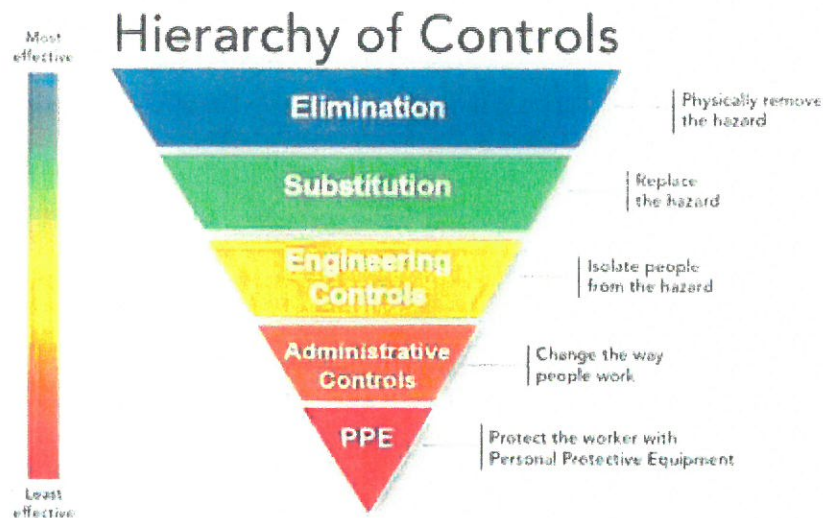 Most
effective
Hierarchy of Controls
Elimination
Physically remove
the hazard
Substitution
Replace
the hazard
Engineering
Controls
Isolate people
from the hazard
Administrative
Controls
Change the way
people work
PPE
Protect the worker with
Personal Protective Equipment
Least
effective